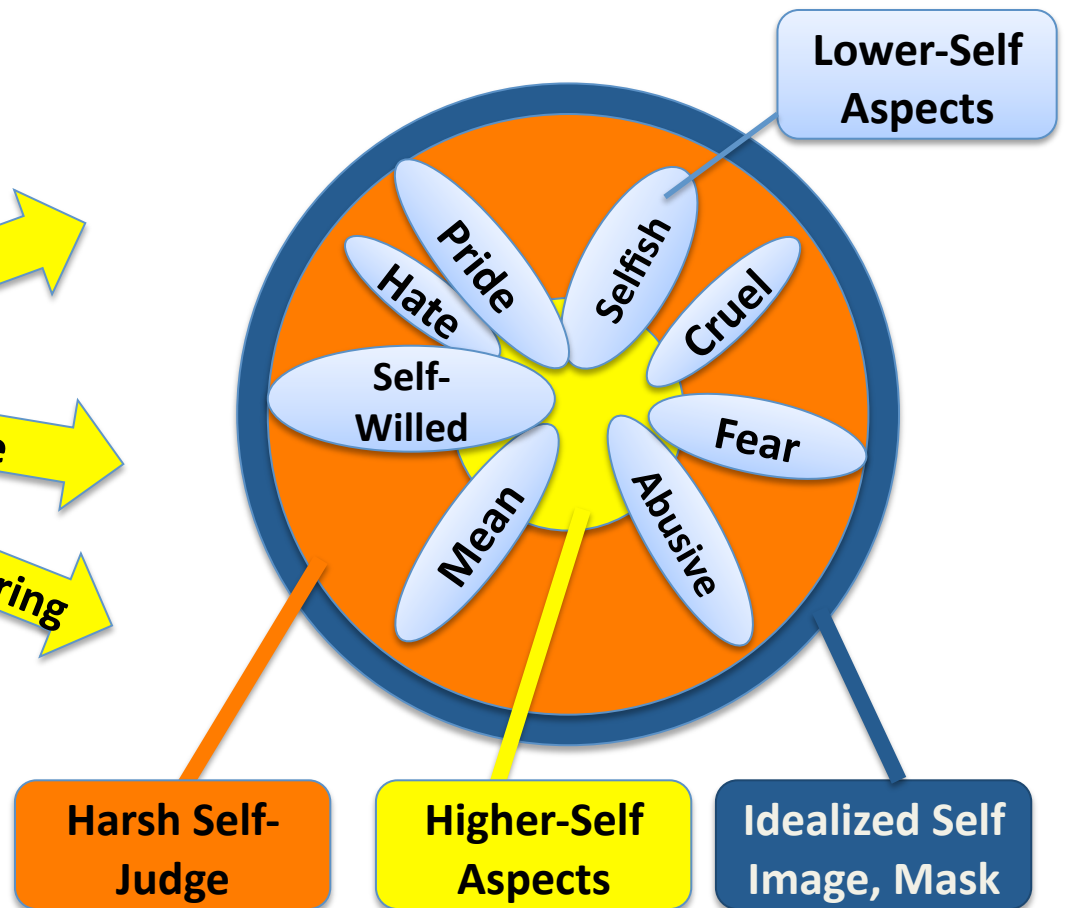 Lower-Self
Aspects
Pride
Selfish
Hate
Cruel
Self-
Willed
Fear
Mean
Abusive
Harsh Self-
Judge
Higher-Self
Aspects
Idealized Self
Image, Mask